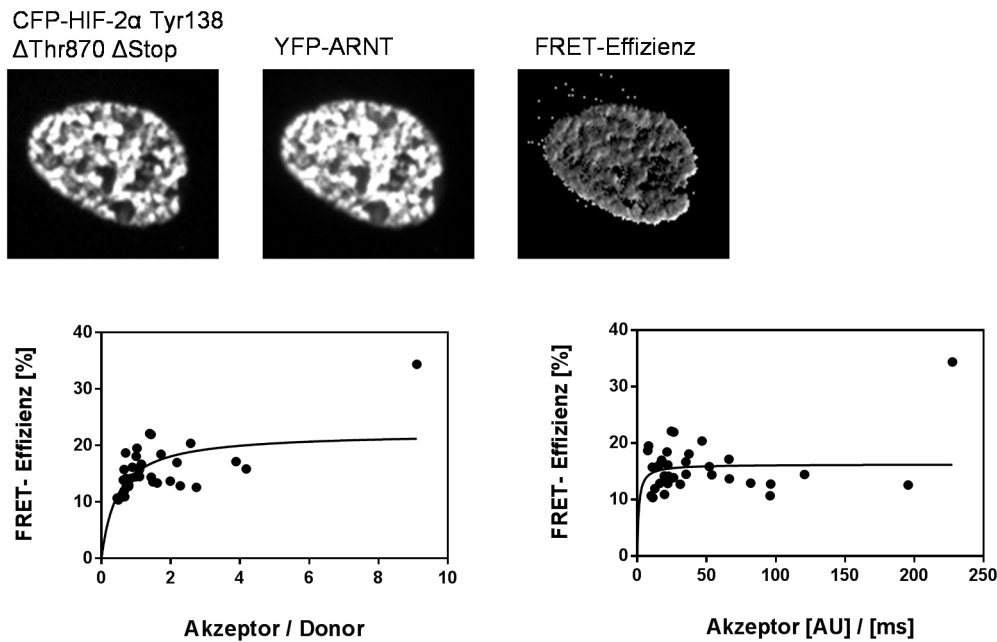 CFP-HIF-2α Tyr138
ΔThr870 ΔStop
YFP-ARNT
FRET-Effizienz
40
30
20
10
0
FRET- Effizienz [%]
0 2 4 6 8 10
Akzeptor / Donor
40
30
20
10
0
FRET- Effizienz [%]
0 50 100 150 200 250
Akzeptor [AU] / [ms]